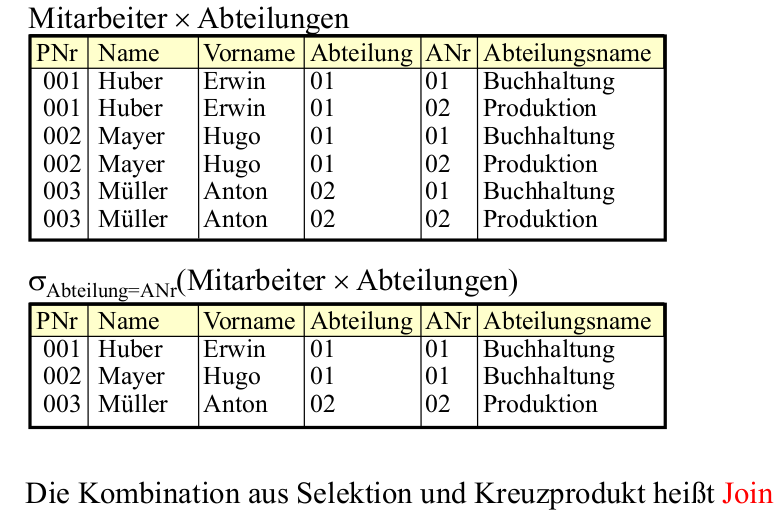 Mitarbeiter × Abteilungen
PNr Name Vorname Abteilung ANr Abteilungsname
001 Huber Erwin 01 01 Buchhaltung
001 Huber Erwin 01 02 Produktion
002 Mayer Hugo 01 01 Buchhaltung
002 Mayer Hugo 01 02 Produktion
003 Müller Anton 02 01 Buchhaltung
003 Müller Anton 02 02 Produktion
σAbteilung=ANr(Mitarbeiter × Abteilungen)
PNr Name Vorname Abteilung ANr Abteilungsname
001 Huber Erwin 01 01 Buchhaltung
002 Mayer Hugo 01 01 Buchhaltung
003 Müller Anton 02 02 Produktion
Die Kombination aus Selektion und Kreuzprodukt heißt Join